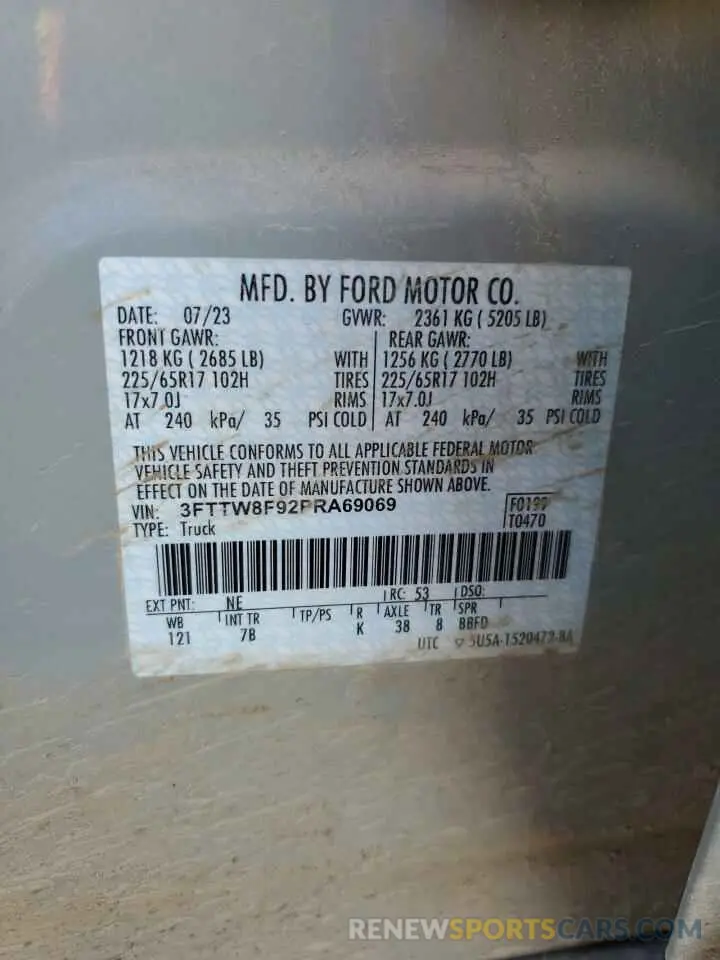 MFD. BY FORD MOTOR CO.
DATE: 07/23 GVWR: 2361 KG ( 5205 LB)
FRONT GAWR: REAR GAWR:
1218 KG ( 2685 LB) WITH 1256 KG ( 2770 LB) WITH
225/65R17 102H TIRES 225/65R17 102H TIRES
17x7.0J RIMS 17x7.0J RIMS
AT 240 kPa/ 35 PSI COLD AT 240 kPa/ 35 PSI COLD
THIS VEHICLE CONFORMS TO ALL APPLICABLE FEDERAL MOTOR
VEHICLE SAFETY AND THEFT PREVENTION STANDARDS IN
EFFECT ON THE DATE OF MANUFACTURE SHOWN ABOVE.
VIN: 3FTTW8F92PRA69069 F0199
TYPE: Truck T0470
EXT PNT: NE RC: 53 DSO:
WB INT TR TP/PS R AXLE TR SPR
121 7B K 38 8 BBFD
UTC 5U5A-1520472-BA
RENEWSPORTSCARS.COM